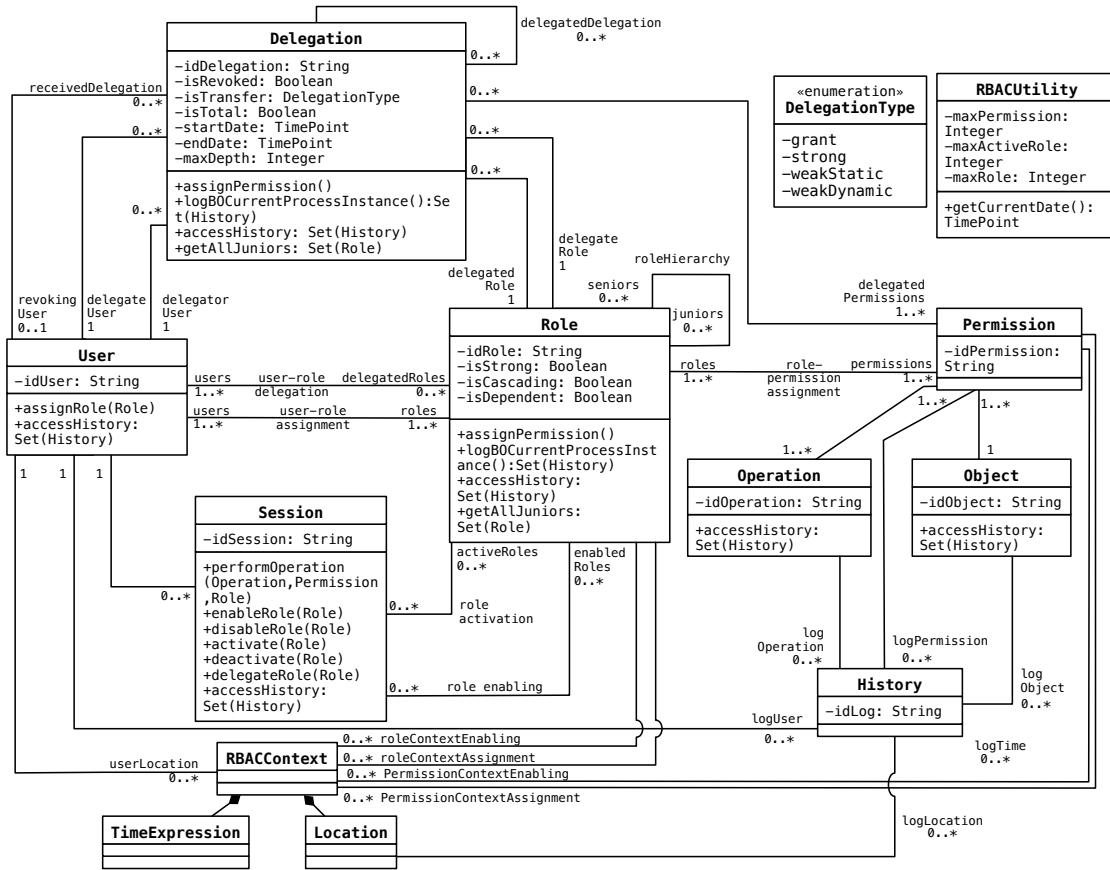 delegatedDelegation
0..*
Delegation
0..*
-idDelegation: String
-isRevoked: Boolean
-isTransfer: DelegationType
-isTotal: Boolean
-startDate: TimePoint
-endDate: TimePoint
-maxDepth: Integer
+assignPermission()
+logBOCurrentProcessInstance():Se
t(History)
+accessHistory: Set(History)
+getAllJuniors: Set(Role)
receivedDelegation
0..*
0..*
0..*
0..*
0..*
0..*
«enumeration»
DelegationType
-grant
-strong
-weakStatic
-weakDynamic
RBACUtility
-maxPermission:
Integer
-maxActiveRole:
Integer
-maxRole: Integer
+getCurrentDate():
TimePoint
revoking
User
0..1
delegate
User
1
delegator
User
1
delegated
Role
1
delegate
Role
1
seniors
0..*
roleHierarchy
juniors
0..*
delegated
Permissions
1..*
User
-idUser: String
+assignRole(Role)
+accessHistory:
Set(History)
users
1..*
user-role
delegation
delegatedRoles
0..*
users
1..*
user-role
assignment
roles
1..*
Role
-idRole: String
-isStrong: Boolean
-isCascading: Boolean
-isDependent: Boolean
+assignPermission()
+logBOCurrentProcessInst
ance():Set(History)
+accessHistory:
Set(History)
+getAllJuniors:
Set(Role)
roles
1..*
role-
permission
assignment
permissions
1..*
Permission
-idPermission:
String
1..*
1..*
1..*
1
Operation
-idOperation: String
+accessHistory:
Set(History)
Object
-idObject: String
+accessHistory:
Set(History)
1
1
1
Session
-idSession: String
+performOperation
(Operation,Permission
,Role)
+enableRole(Role)
+disableRole(Role)
+activate(Role)
+deactivate(Role)
+delegateRole(Role)
+accessHistory:
Set(History)
0..*
activeRoles
0..*
enabled
Roles
0..*
0..*
role
activation
0..*
role enabling
log
Operation
0..*
logPermission
0..*
log
Object
0..*
History
-idLog: String
logUser
0..*
logTime
0..*
userLocation
0..*
RBACContext
0..* roleContextEnabling
0..* roleContextAssignment
0..* PermissionContextEnabling
0..* PermissionContextAssignment
TimeExpression
Location
logLocation
0..*